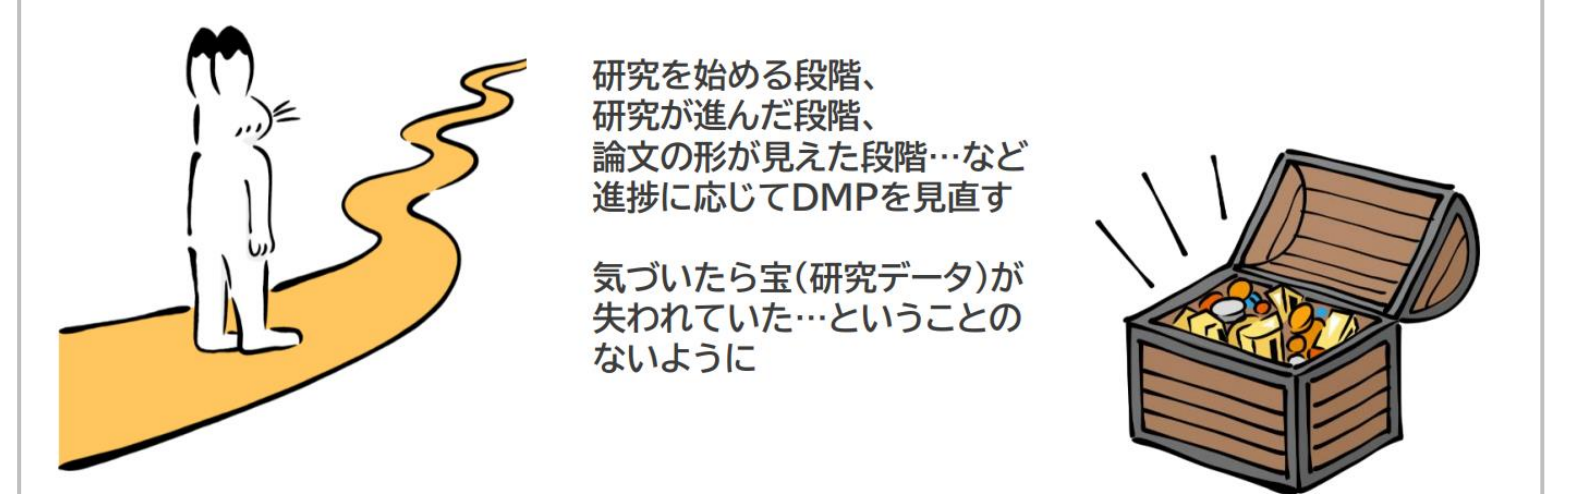 研究を始める段階、
研究が進んだ段階、
論文の形が見えた段階…など
進捗に応じてDMPを見直す
気づいたら宝(研究データ)が
失われていた…ということの
ないように